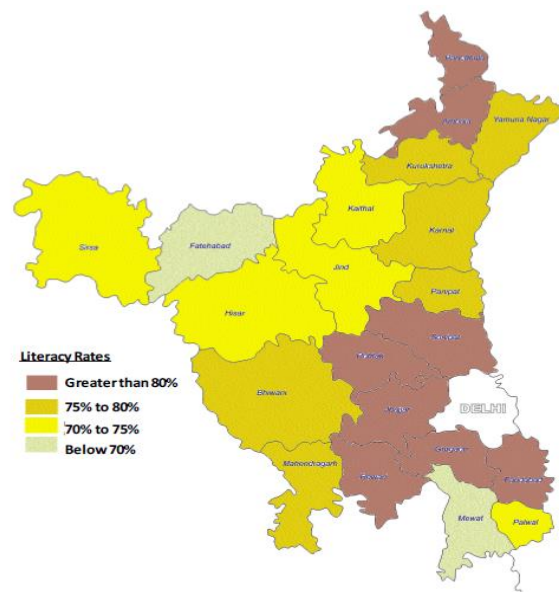 Panchkula
Ambala
Yamuna Nagar
Kurukshetra
Kaithal
Karnal
Sirsa
Fatehabad
Jind
Panipat
Hisar
Sonipat
Rohtak
Literacy Rates
Greater than 80%
75% to 80%
70% to 75%
Below 70%
Bhiwani
Jhajjar
DELHI
Mahendragarh
Rewari
Gurgaon
Faridabad
Mewat
Palwal